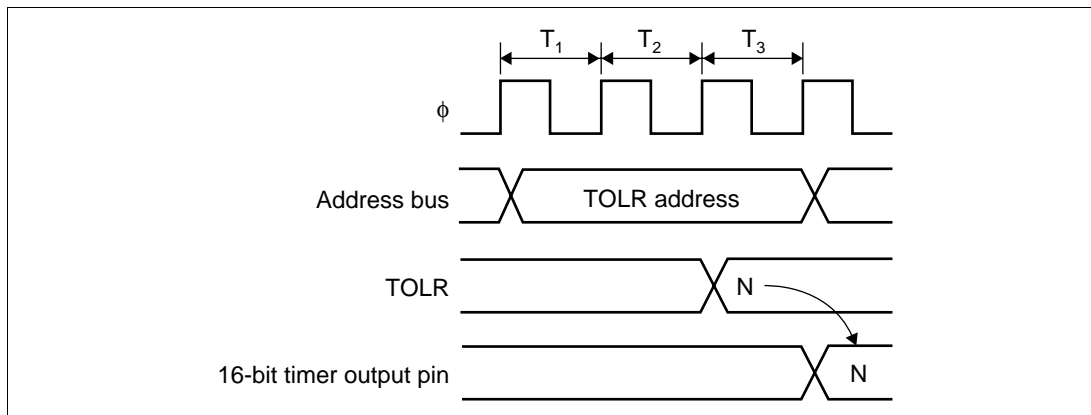 T₁ T₂ T₃
φ
Address bus TOLR address
TOLR N
16-bit timer output pin N